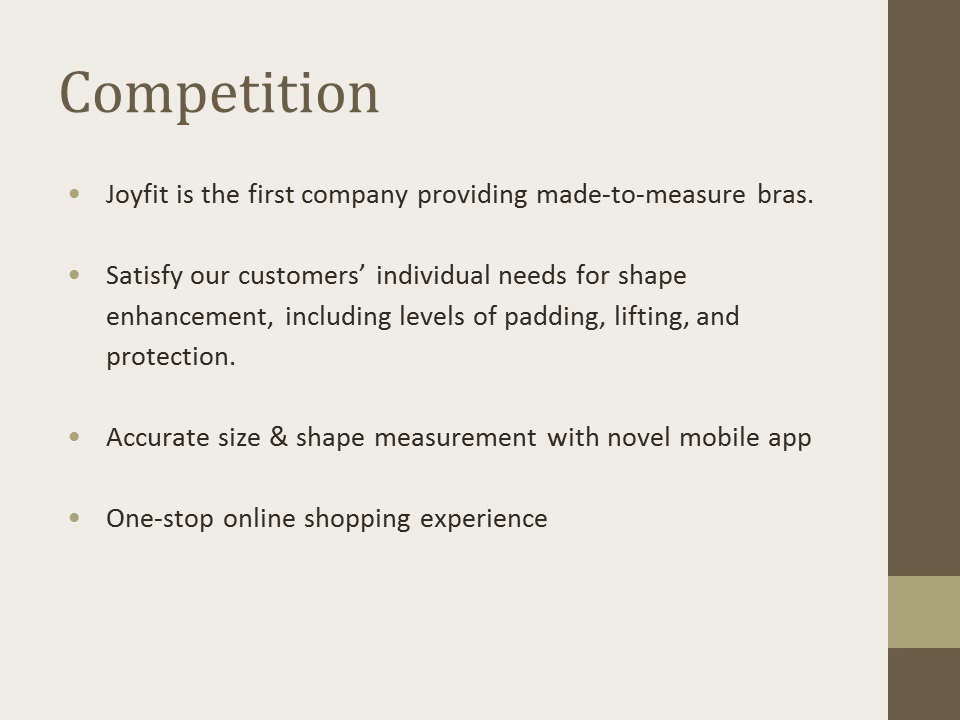 Competition
• Joyfit is the first company providing made-to-measure bras.
• Satisfy our customers’ individual needs for shape
enhancement, including levels of padding, lifting, and
protection.
• Accurate size & shape measurement with novel mobile app
• One-stop online shopping experience